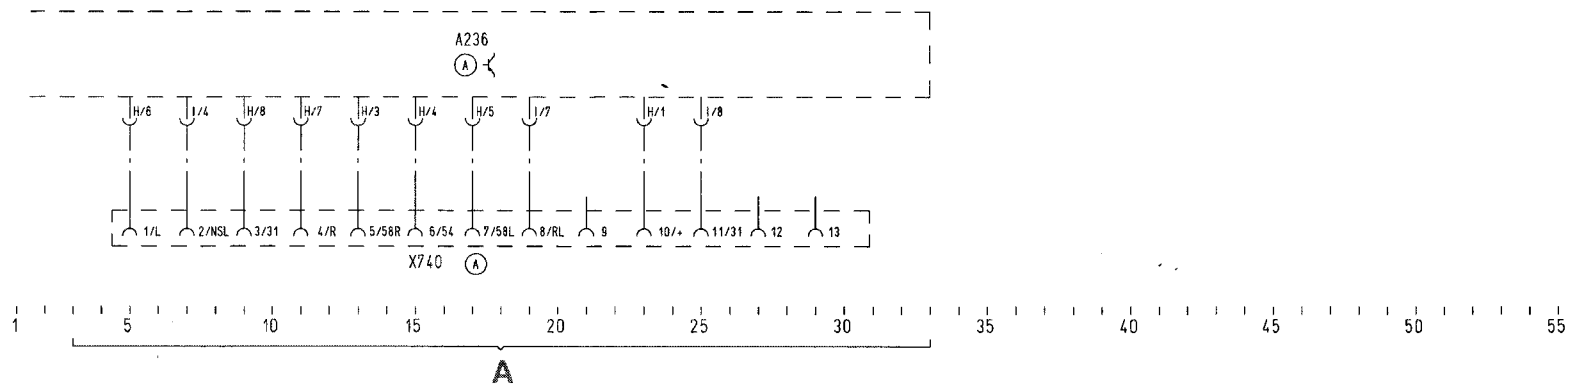 A236
A
H/6 I/4 H/8 H/7 H/3 H/4 H/5 I/7 H/1 I/8
1/L 2/NSL 3/31 4/R 5/58R 6/54 7/58L 8/RL 9 10/+ 11/31 12 13
X740 A
1 5 10 15 20 25 30 35 40 45 50 55
A